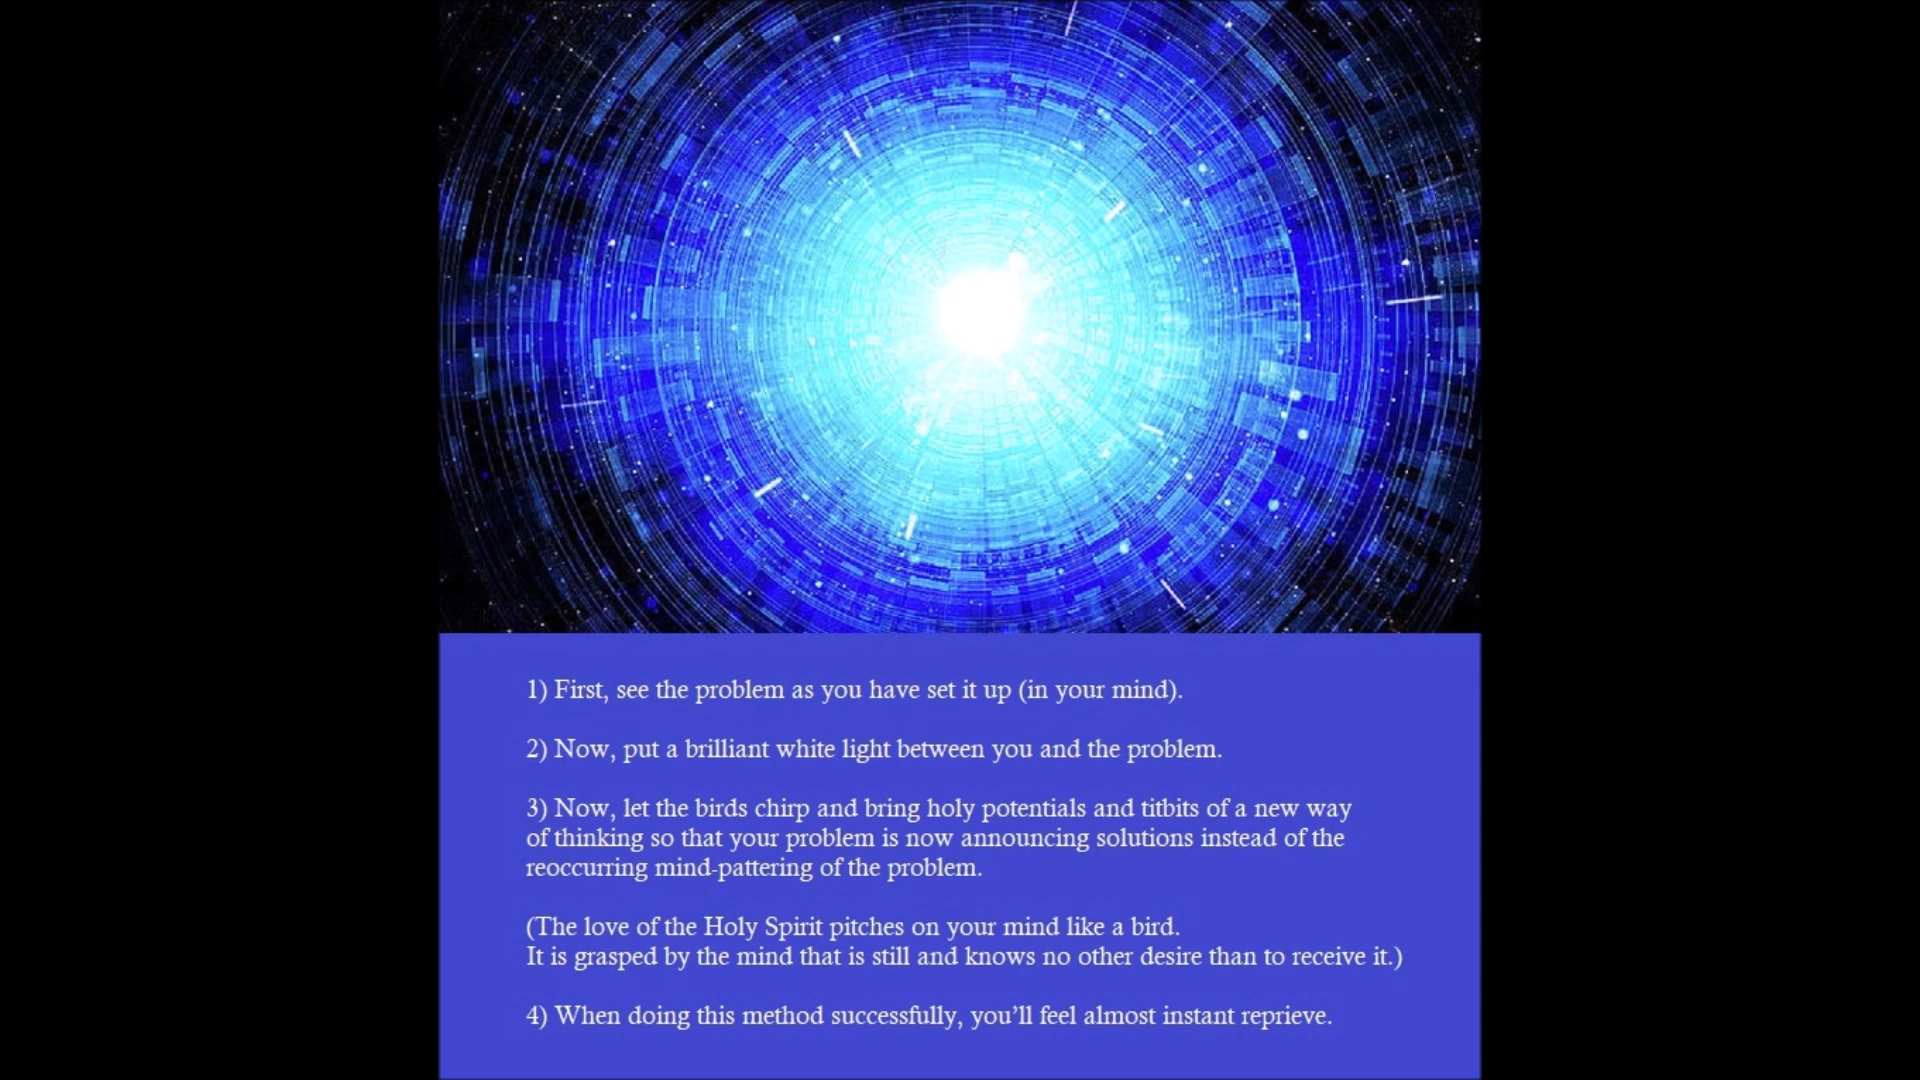 1) First, see the problem as you have set it up (in your mind).
2) Now, put a brilliant white light between you and the problem.
3) Now, let the birds chirp and bring holy potentials and titbits of a new way
of thinking so that your problem is now announcing solutions instead of the
reoccurring mind-pattering of the problem.
(The love of the Holy Spirit pitches on your mind like a bird.
It is grasped by the mind that is still and knows no other desire than to receive it.)
4) When doing this method successfully, you’ll feel almost instant reprieve.